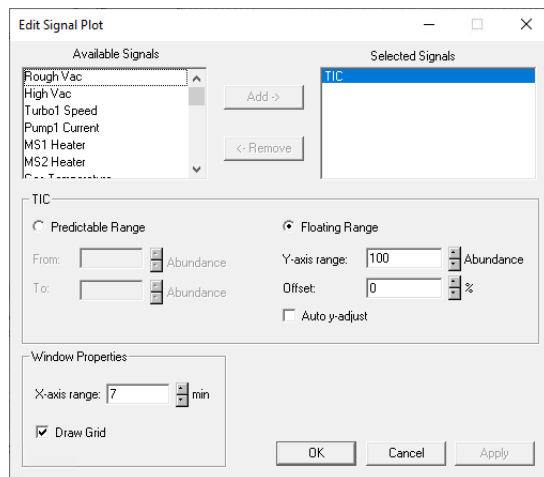 Edit Signal Plot
Available Signals
Selected Signals
Rough Vac
High Vac
Turbo1 Speed
Pump1 Current
MS1 Heater
MS2 Heater
Add ->
<- Remove
TIC
TIC
Predictable Range
Floating Range
From:
Abundance
Y-axis range: 100
Abundance
To:
Abundance
Offset: 0
%
Auto y-adjust
Window Properties
X-axis range: 7
min
Draw Grid
OK
Cancel
Apply